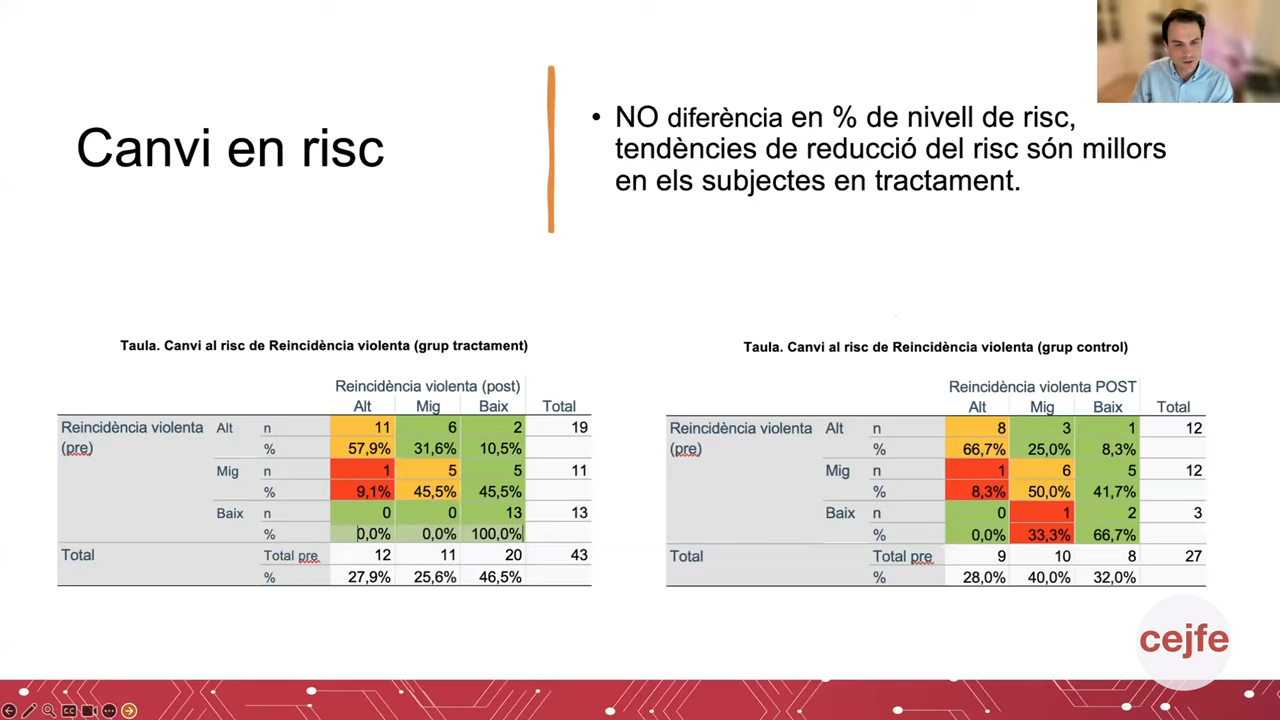 Canvi en risc
• NO diferència en % de nivell de risc,
tendències de reducció del risc són millors
en els subjectes en tractament.
Taula. Canvi al risc de Reincidència violenta (grup tractament)
Reincidència violenta (post)
Alt Mig Baix Total
Reincidència violenta Alt n 11 6 2 19
(pre) % 57,9% 31,6% 10,5%
Mig n 1 5 5 11
% 9,1% 45,5% 45,5%
Baix n 0 0 13 13
% 0,0% 0,0% 100,0%
Total Total pre 12 11 20 43
% 27,9% 25,6% 46,5%
Taula. Canvi al risc de Reincidència violenta (grup control)
Reincidència violenta POST
Alt Mig Baix Total
Reincidència violenta Alt n 8 3 1 12
(pre) % 66,7% 25,0% 8,3%
Mig n 1 6 5 12
% 8,3% 50,0% 41,7%
Baix n 0 1 2 3
% 0,0% 33,3% 66,7%
Total Total pre 9 10 8 27
% 28,0% 40,0% 32,0%
cejfe